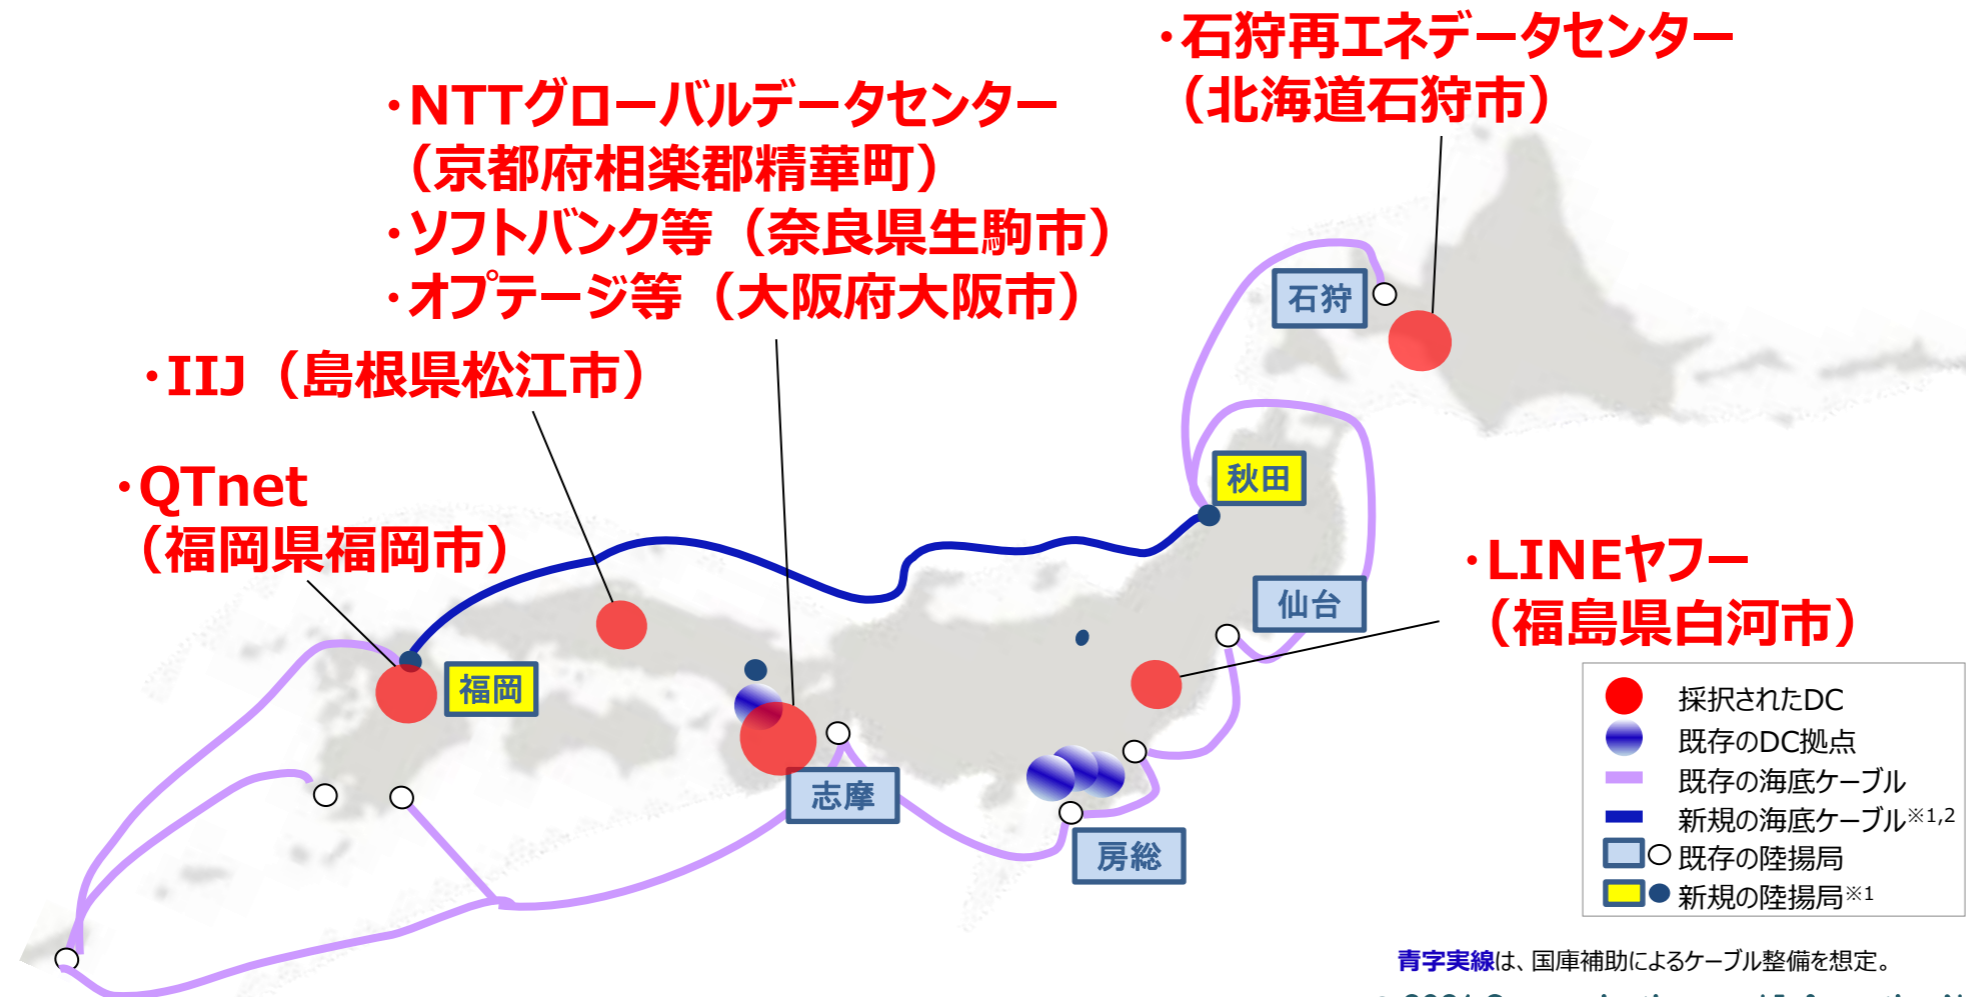 ・石狩再エネデータセンター
（北海道石狩市）
・NTTグローバルデータセンター
（京都府相楽郡精華町）
・ソフトバンク等（奈良県生駒市）
・オプテージ等（大阪府大阪市）
・IIJ（島根県松江市）
・QTnet
（福岡県福岡市）
・LINEヤフー
（福島県白河市）
石狩
秋田
仙台
福岡
志摩
房総
採択されたDC
既存のDC拠点
既存の海底ケーブル
新規の海底ケーブル※1,2
既存の陸揚局
新規の陸揚局※1
青字実線は、国庫補助によるケーブル整備を想定。